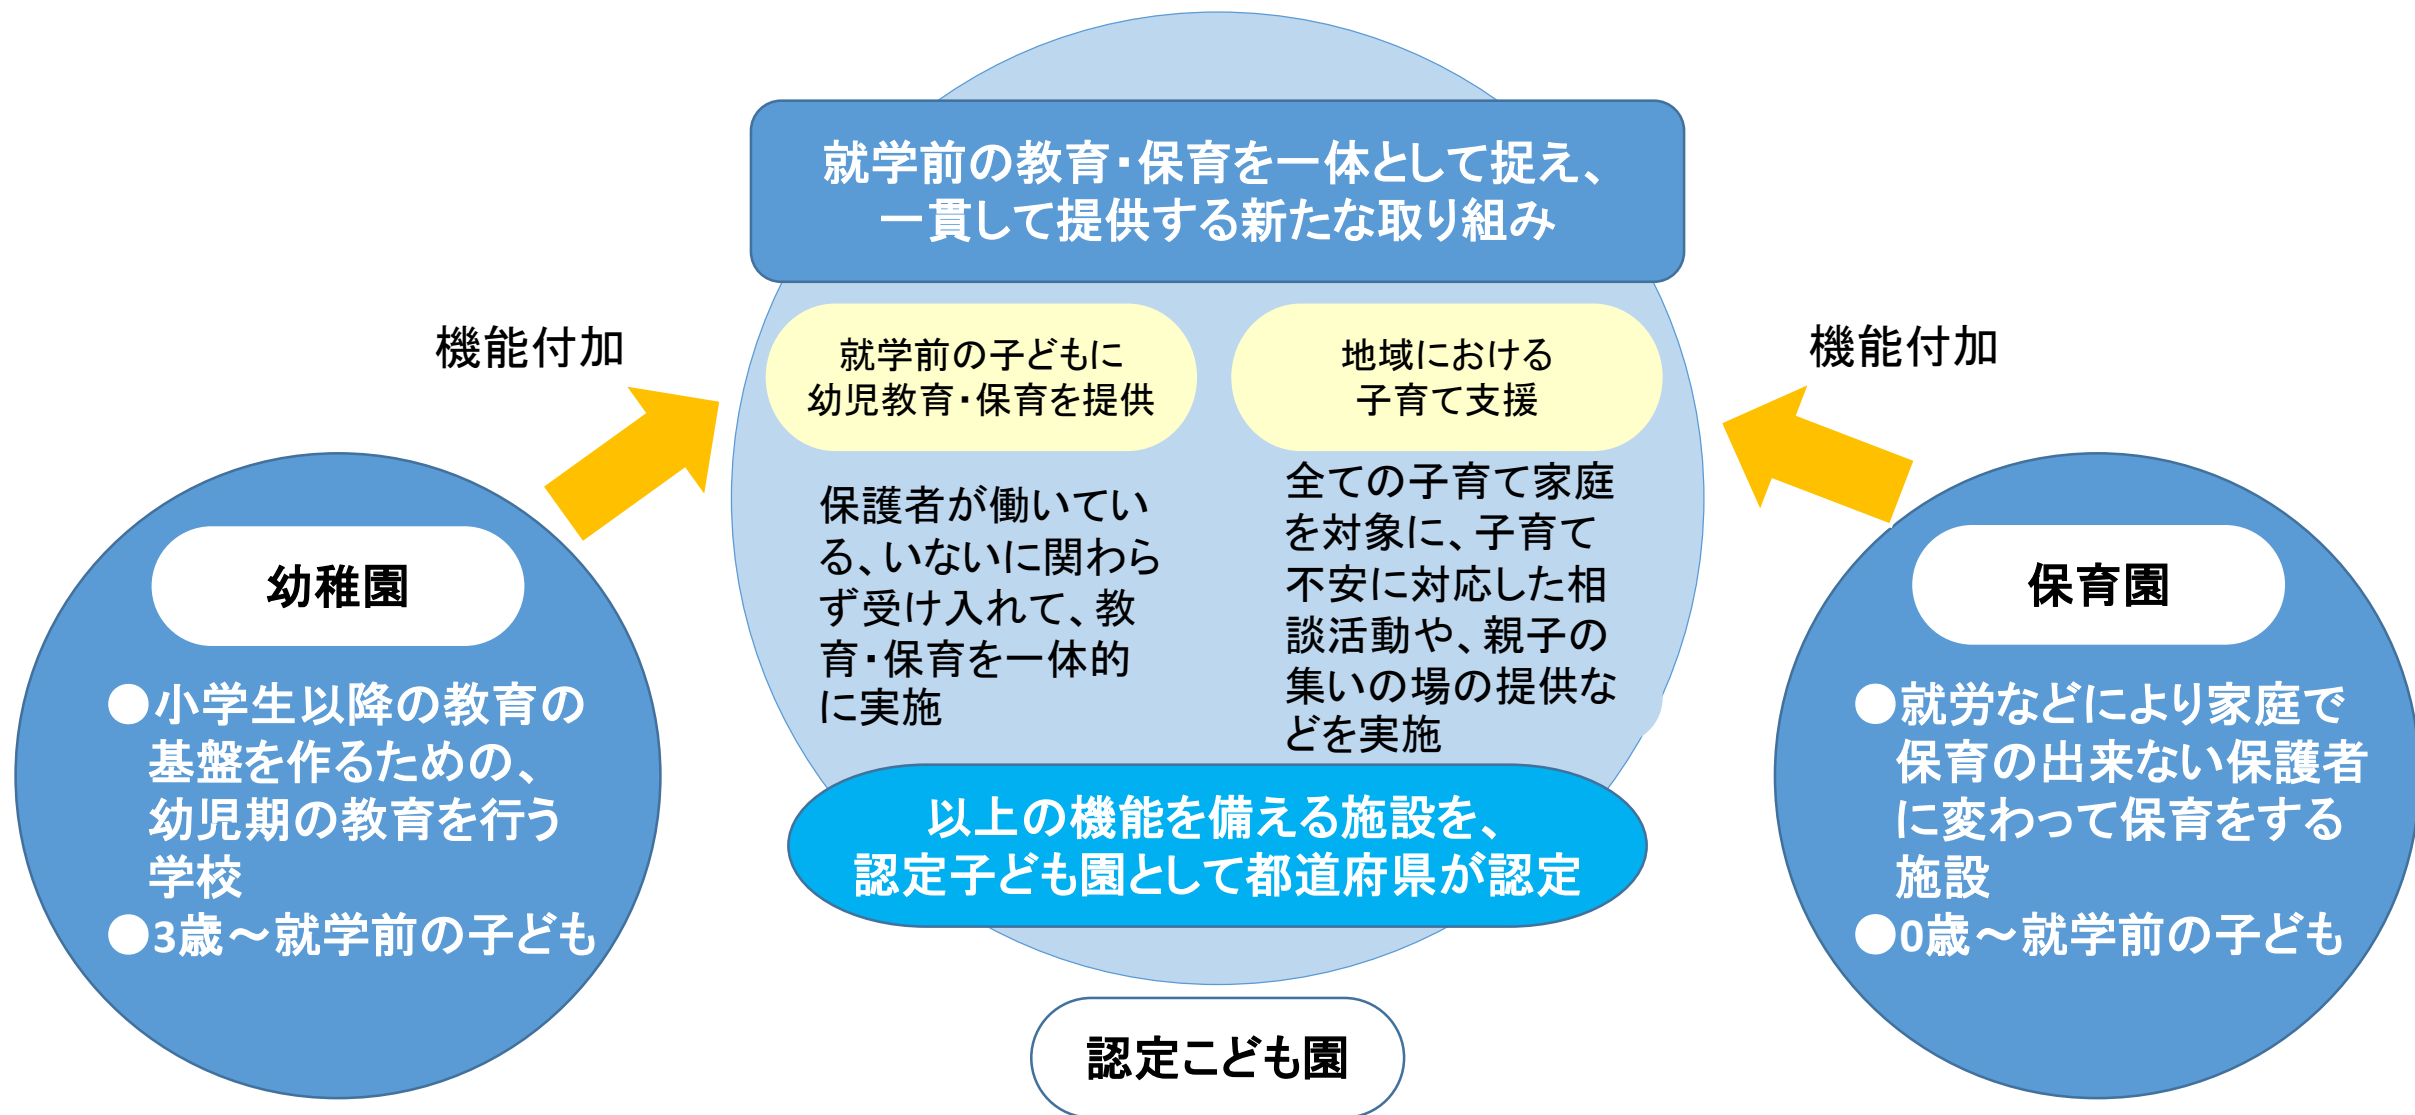 就学前の教育・保育を一体として捉え、
一貫して提供する新たな取り組み
機能付加
機能付加
就学前の子どもに
幼児教育・保育を提供
地域における
子育て支援
保護者が働いてい
る、いないに関わら
ず受け入れて、教
育・保育を一体的
に実施
全ての子育て家庭
を対象に、子育て
不安に対応した相
談活動や、親子の
集いの場の提供な
どを実施
幼稚園
●小学生以降の教育の
基盤を作るための、
幼児期の教育を行う
学校
●3歳～就学前の子ども
保育園
●就労などにより家庭で
保育の出来ない保護者
に変わって保育をする
施設
●0歳～就学前の子ども
以上の機能を備える施設を、
認定子ども園として都道府県が認定
認定こども園